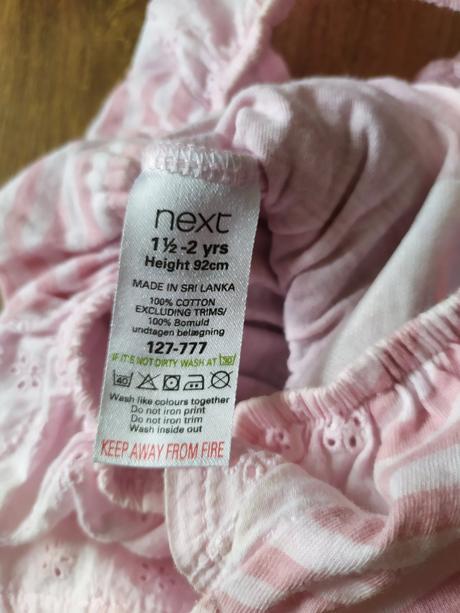 next
1½-2 yrs
Height 92cm
MADE IN SRI LANKA
100% COTTON
EXCLUDING TRIMS/
100% Bomuld
undtagen belægning
127-777
IF IT'S NOT DIRTY WASH AT 30
40
Wash like colours together
Do not iron print
Do not iron trim
Wash inside out
KEEP AWAY FROM FIRE